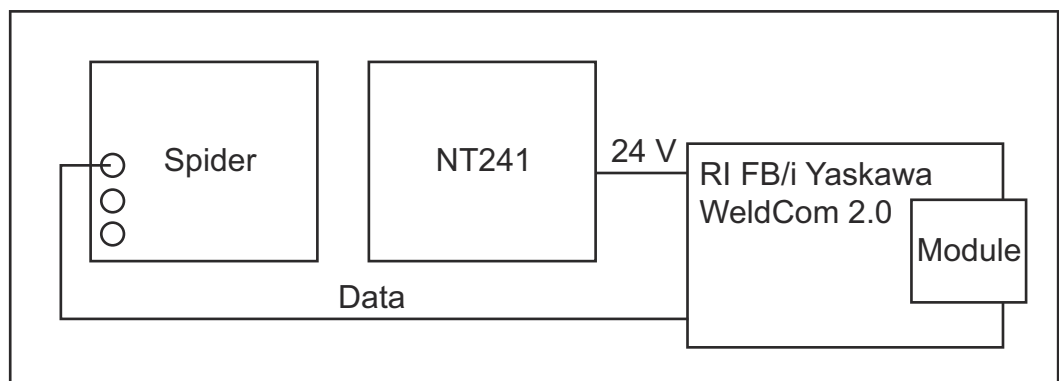 Spider
NT241
24 V
RI FB/i Yaskawa
WeldCom 2.0
Module
Data